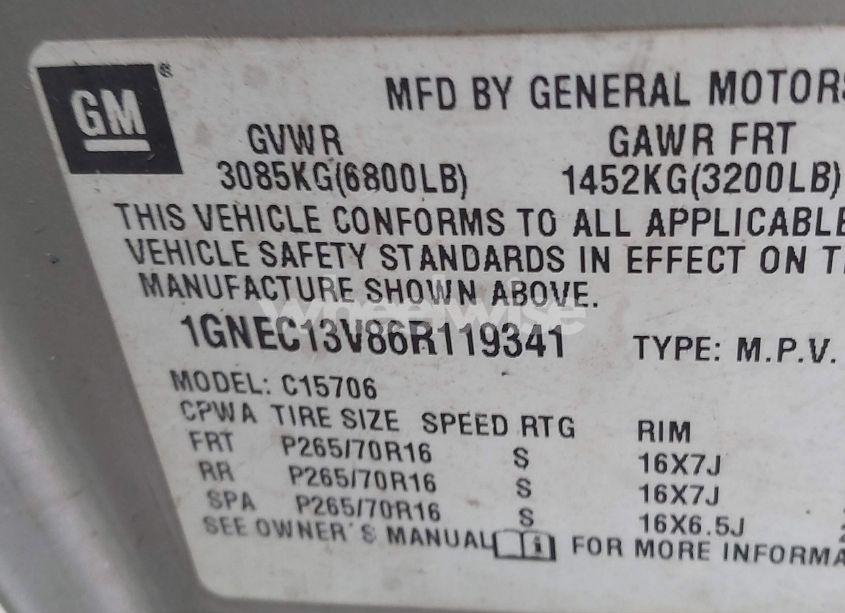 GM ®
MFD BY GENERAL MOTORS
GVWR GAWR FRT
3085KG(6800LB) 1452KG(3200LB)
THIS VEHICLE CONFORMS TO ALL APPLICABLE
VEHICLE SAFETY STANDARDS IN EFFECT ON
MANUFACTURE SHOWN ABOVE.
wheelwise
1GNEC13V86R119341 TYPE: M.P.V.
MODEL: C15706
CPWA TIRE SIZE SPEED RTG RIM
FRT P265/70R16 S 16X7J
RR P265/70R16 S 16X7J
SPA P265/70R16 S 16X6.5J
SEE OWNER'S MANUAL i FOR MORE INFORMA